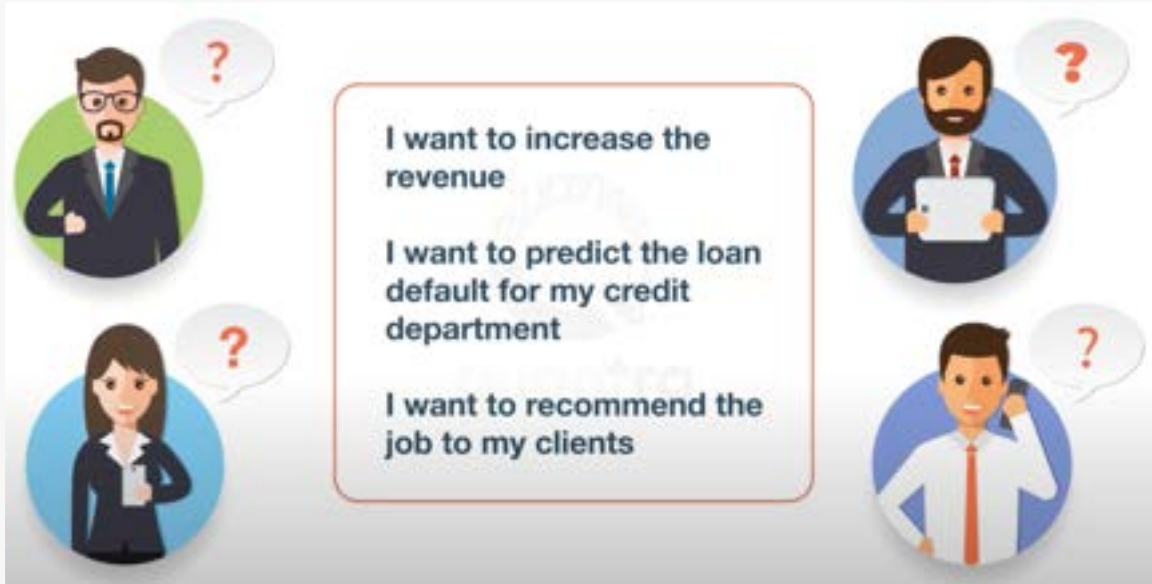 ?
?
I want to increase the
revenue
I want to predict the loan
default for my credit
department
I want to recommend the
job to my clients
?
?